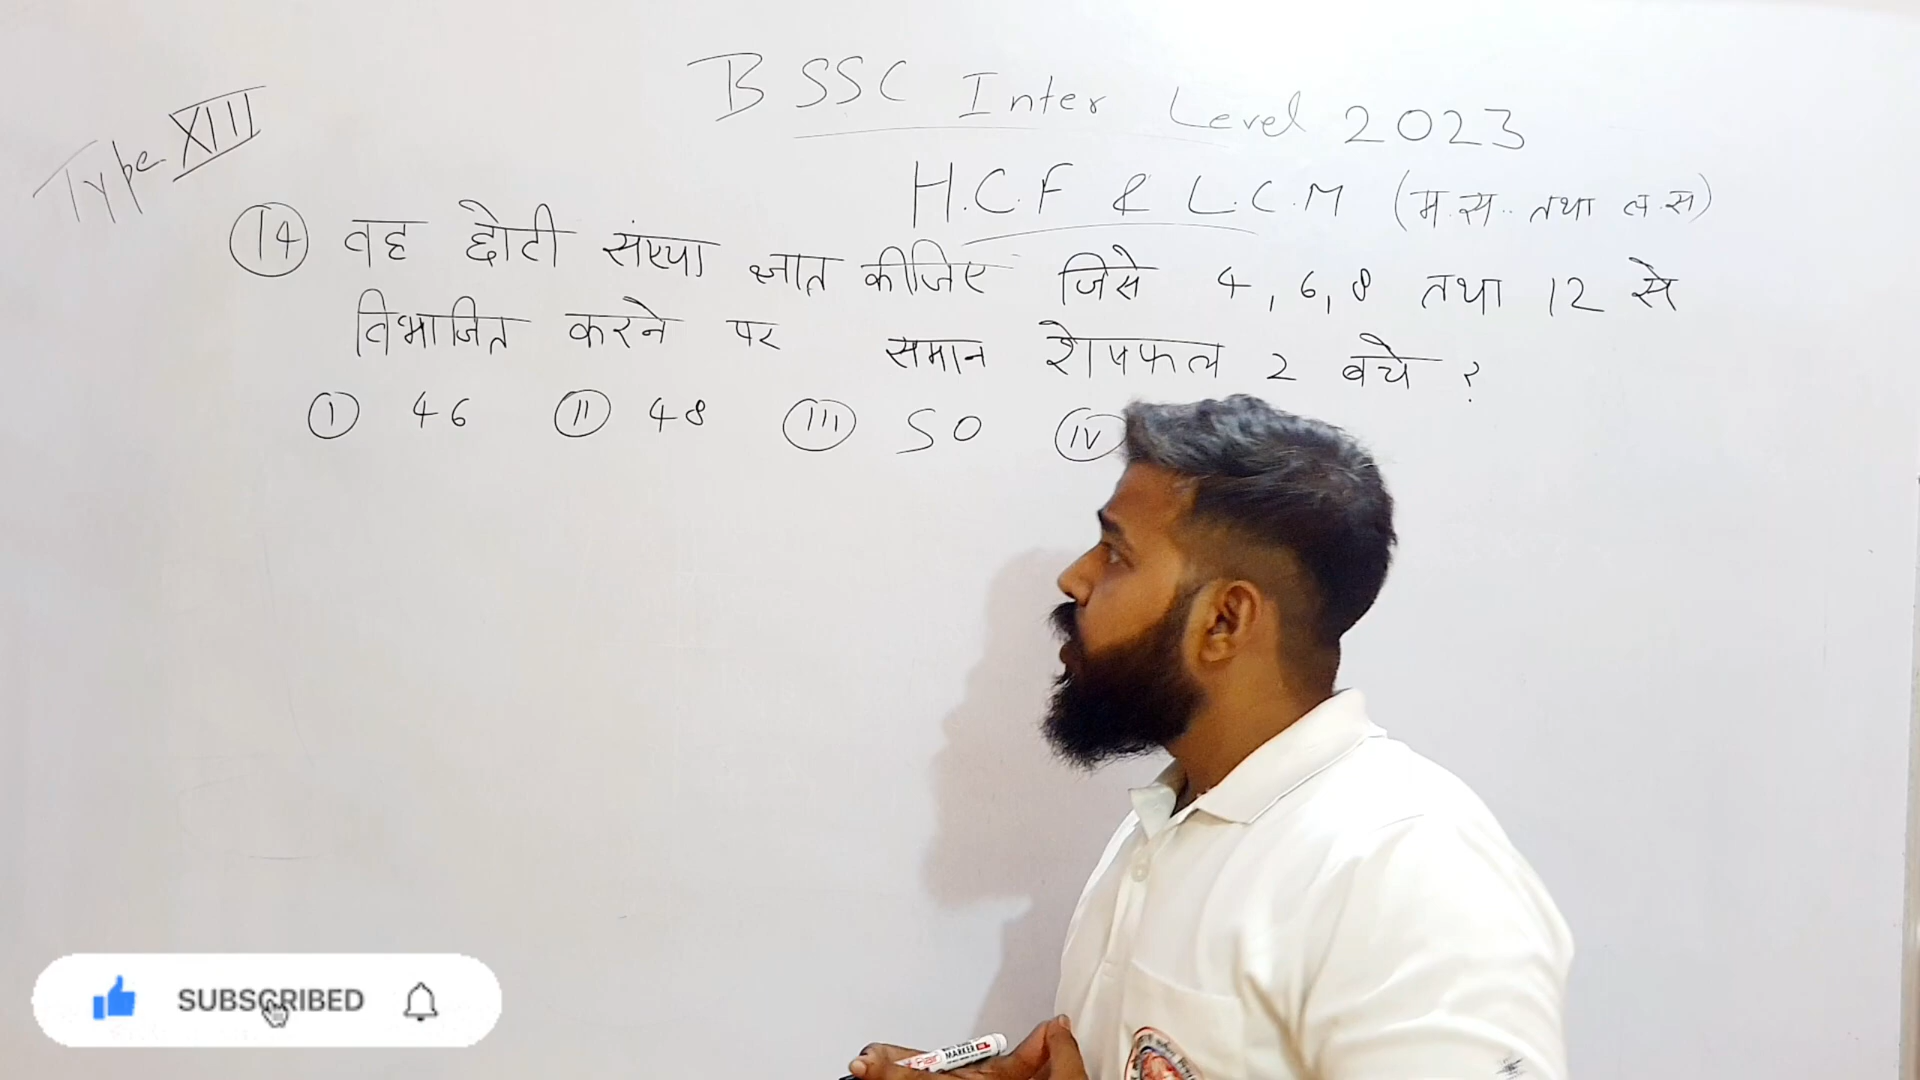 BSSC Inter Level 2023
Type XIII
H.C.F & L.C.M (म.स. तथा ल.स)
14 वह छोटी संख्या ज्ञात कीजिए जिसे 4, 6, 8 तथा 12 से
विभाजित करने पर समान शेषफल 2 बचे ?
I 46 II 48 III 50 IV
SUBSCRIBED
MARKER